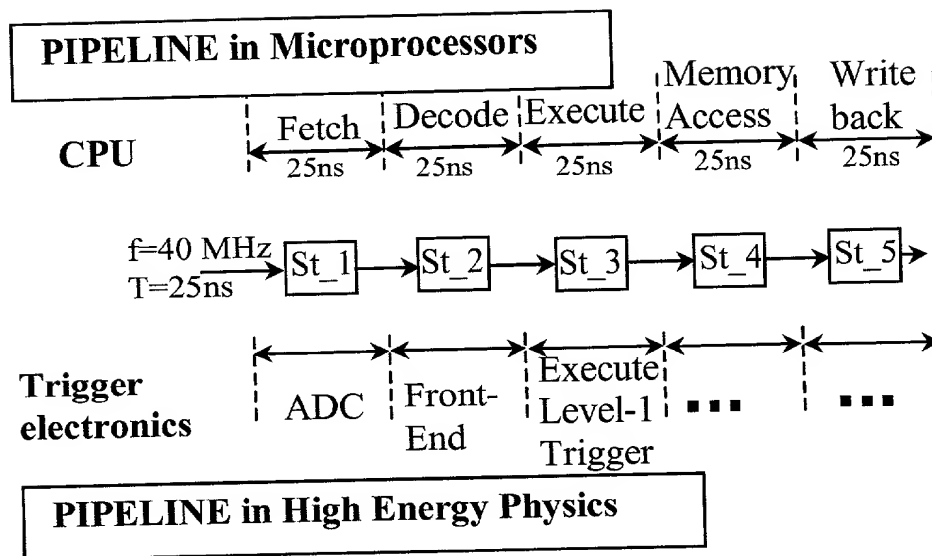 PIPELINE in Microprocessors
CPU
Fetch
25ns
Decode
25ns
Execute
25ns
Memory
Access
25ns
Write
back
25ns
f=40 MHz
T=25ns
St_1
St_2
St_3
St_4
St_5
Trigger
electronics
ADC
Front-
End
Execute
Level-1
Trigger
...
...
PIPELINE in High Energy Physics